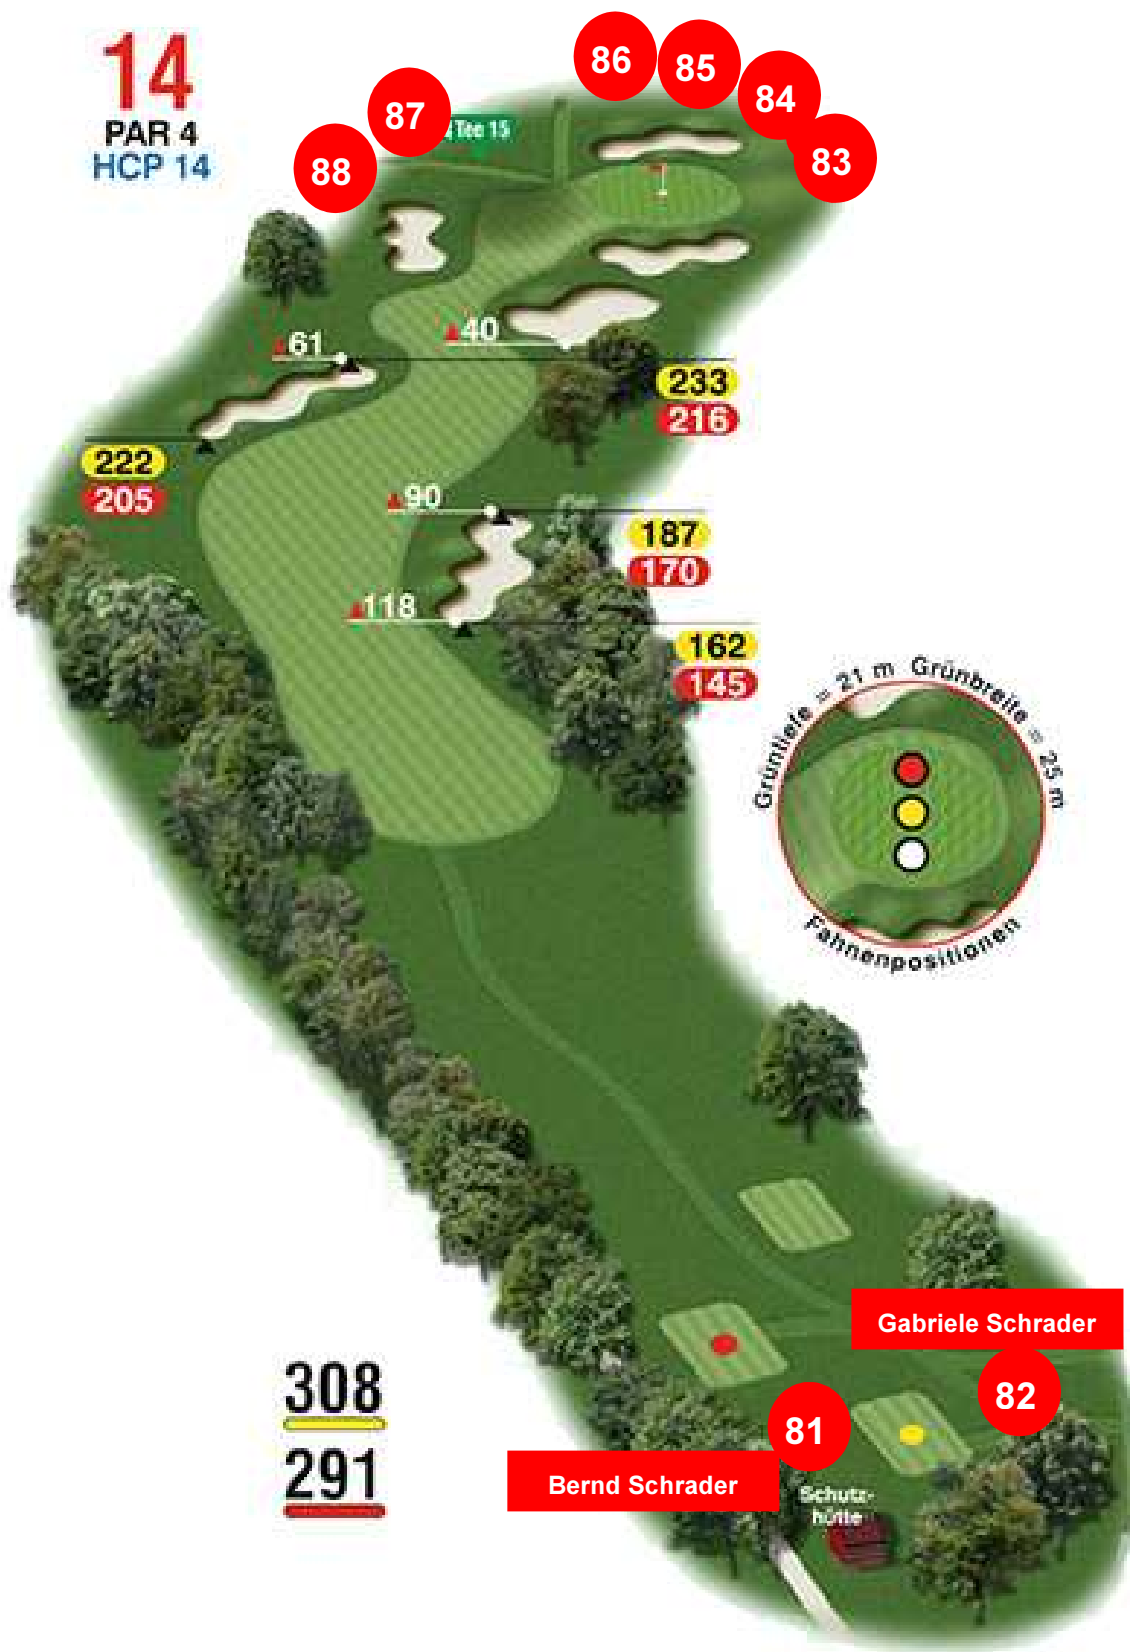 14
PAR 4
HCP 14
86
85
84
83
87
88
Tee 15
40
61
233
216
222
205
90
187
170
118
162
145
Grüntiefe = 21 m Grünbreite = 25 m
Fahnenpositionen
Gabriele Schrader
82
81
Bernd Schrader
Schutz-
hütte
308
291